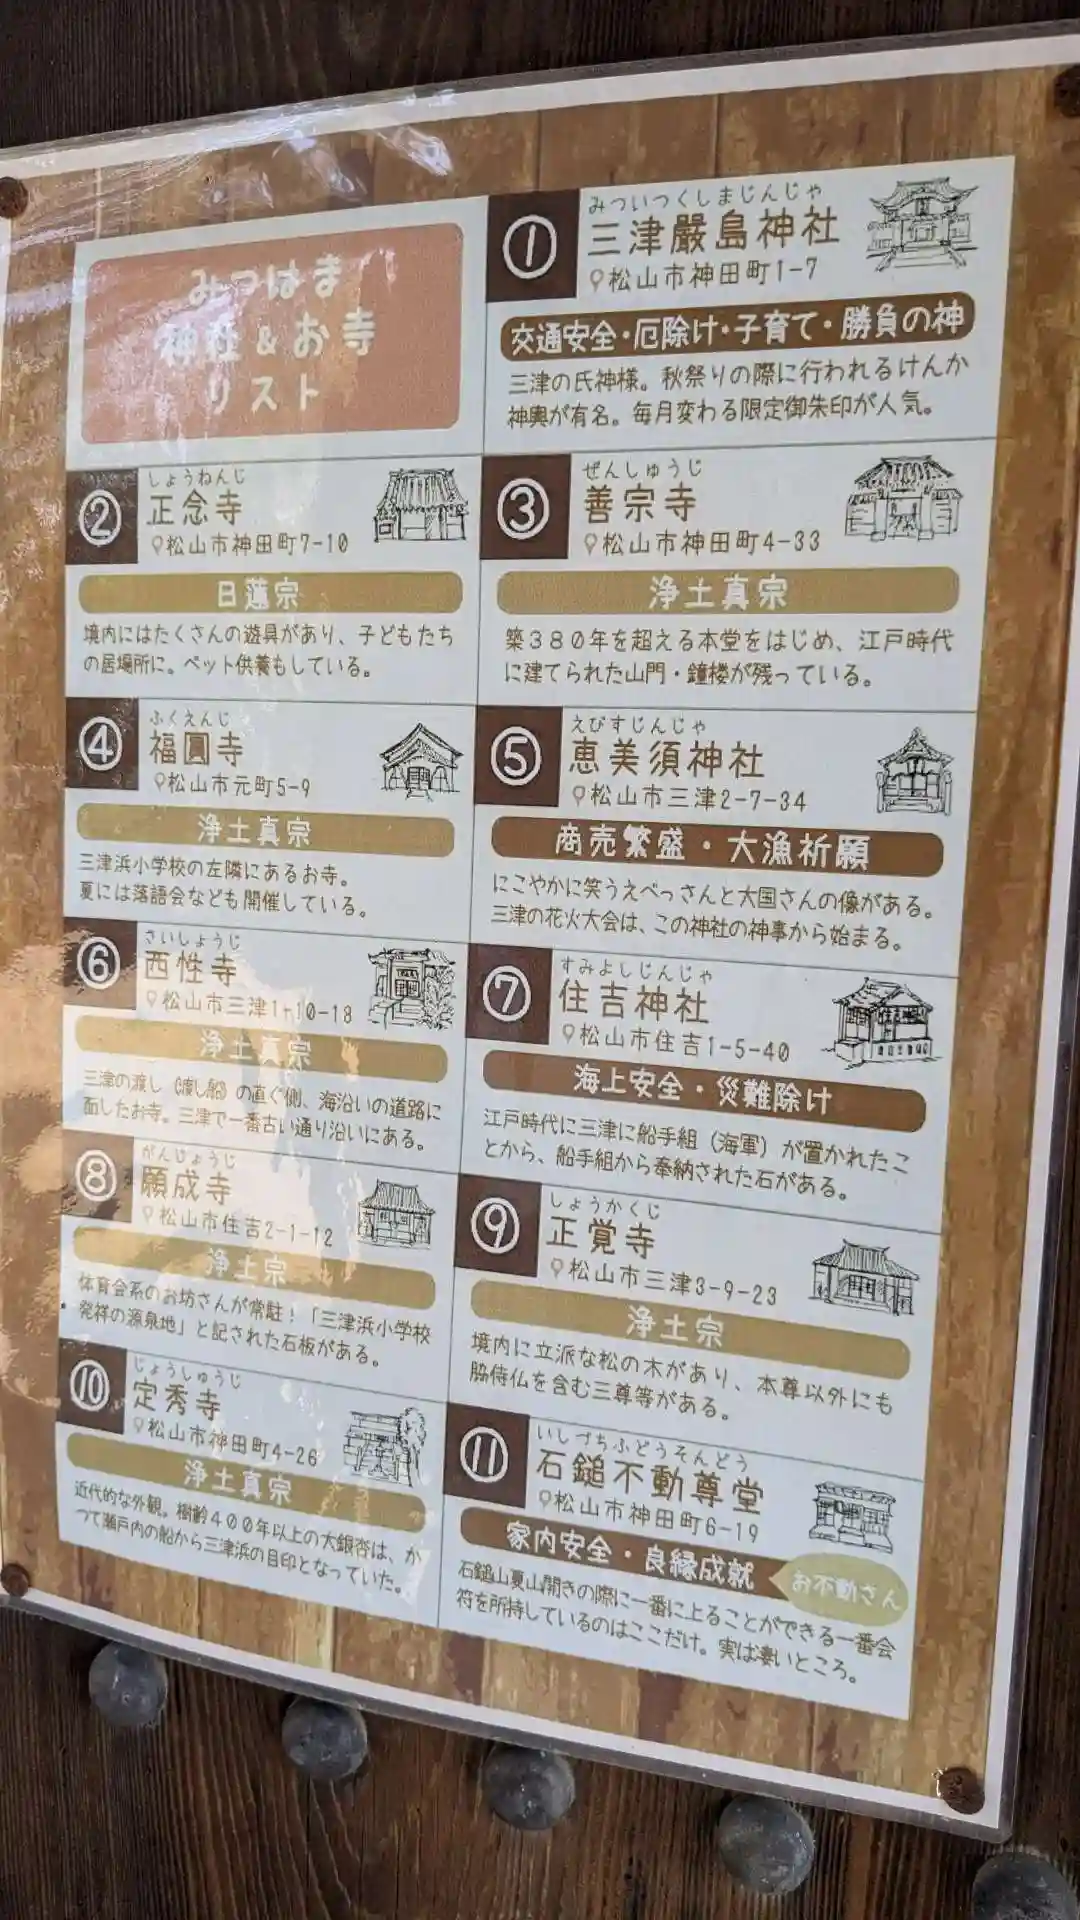 みつはま
神社&お寺
リスト
①
みついつくしまじんじゃ
三津厳島神社
松山市神田町1-7
交通安全・厄除け・子育て・勝負の神
三津の氏神様。秋祭りの際に行われるけんか
神輿が有名。毎月変わる限定御朱印が人気。
②
しょうねんじ
正念寺
松山市神田町7-10
日蓮宗
境内にはたくさんの遊具があり、子どもたち
の居場所に。ペット供養もしている。
③
ぜんしゅうじ
善宗寺
松山市神田町4-33
浄土真宗
築380年を超える本堂をはじめ、江戸時代
に建てられた山門・鐘楼が残っている。
④
ふくえんじ
福圓寺
松山市元町5-9
浄土真宗
三津浜小学校の左隣にあるお寺。
夏には落語会なども開催している。
⑤
えびすじんじゃ
恵美須神社
松山市三津2-7-34
商売繁盛・大漁祈願
にこやかに笑うえべっさんと大国さんの像がある。
三津の花火大会は、この神社の神事から始まる。
⑥
さいしょうじ
西性寺
松山市三津1-10-18
浄土真宗
三津の渡し(渡し船)の直ぐ側、海沿いの道路に
面したお寺。三津で一番古い通り沿いにある。
⑦
すみよしじんじゃ
住吉神社
松山市住吉1-5-40
海上安全・災難除け
江戸時代に三津に船手組(海軍)が置かれたこ
とから、船手組から奉納された石がある。
⑧
がんじょうじ
願成寺
松山市住吉2-1-12
浄土宗
体育会系のお坊さんが常駐!「三津浜小学校
発祥の源泉地」と記された石板がある。
⑨
しょうかくじ
正覚寺
松山市三津3-9-23
浄土宗
境内に立派な松の木があり、本尊以外にも
脇侍仏を含む三尊等がある。
⑩
じょうしゅうじ
定秀寺
松山市神田町4-26
浄土真宗
近代的な外観。樹齢400年以上の大銀杏は、か
つて瀬戸内の船から三津浜の目印となっていた。
⑪
いしづちふどうそんどう
石鎚不動尊堂
松山市神田町6-19
家内安全・良縁成就
お不動さん
石鎚山夏山開きの際に一番に上ることができる一番会
符を所持しているのはここだけ。実は凄いところ。